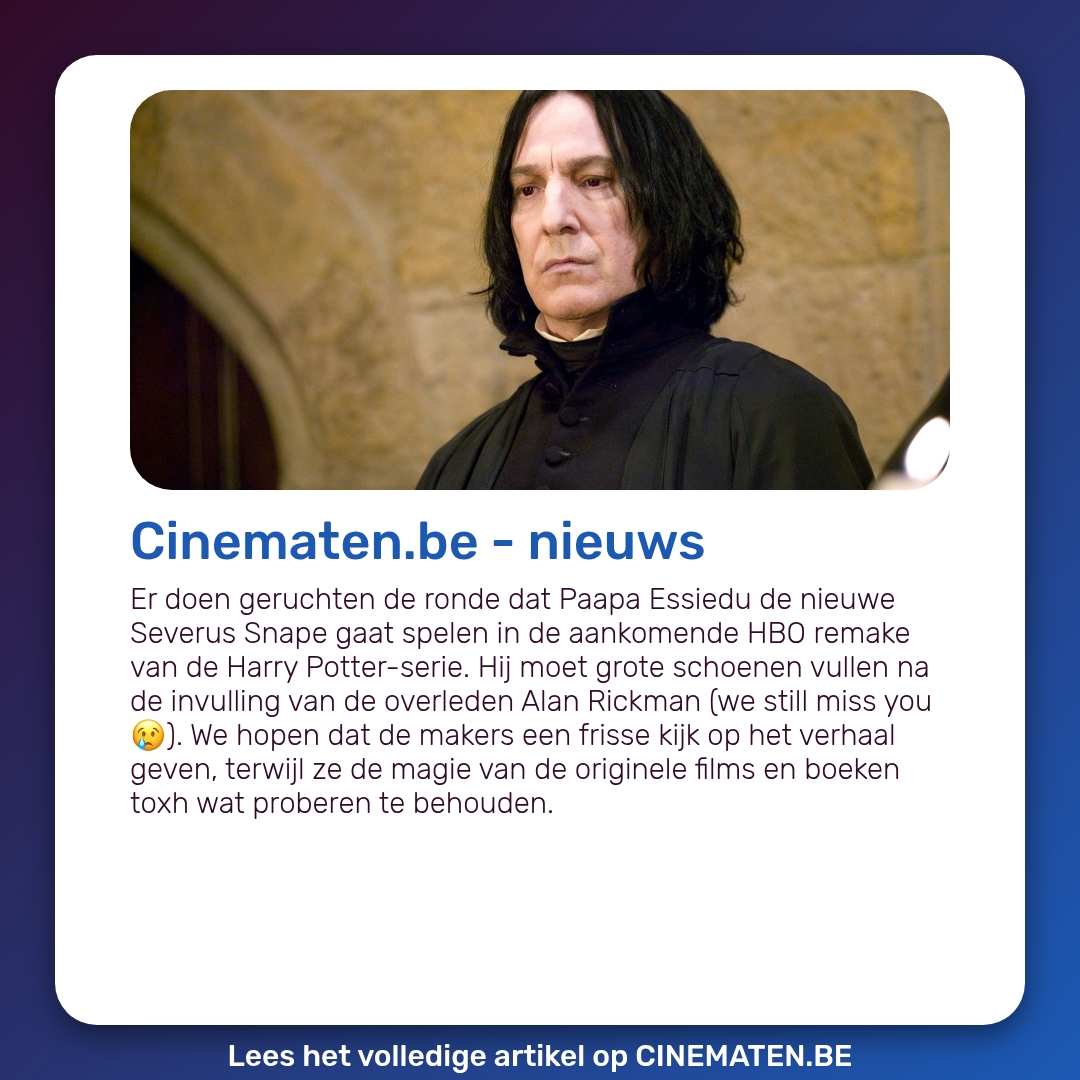 Cinematen.be - nieuws
Er doen geruchten de ronde dat Paapa Essiedu de nieuwe
Severus Snape gaat spelen in de aankomende HBO remake
van de Harry Potter-serie. Hij moet grote schoenen vullen na
de invulling van de overleden Alan Rickman (we still miss you
😢). We hopen dat de makers een frisse kijk op het verhaal
geven, terwijl ze de magie van de originele films en boeken
toxh wat proberen te behouden.
Lees het volledige artikel op CINEMATEN.BE